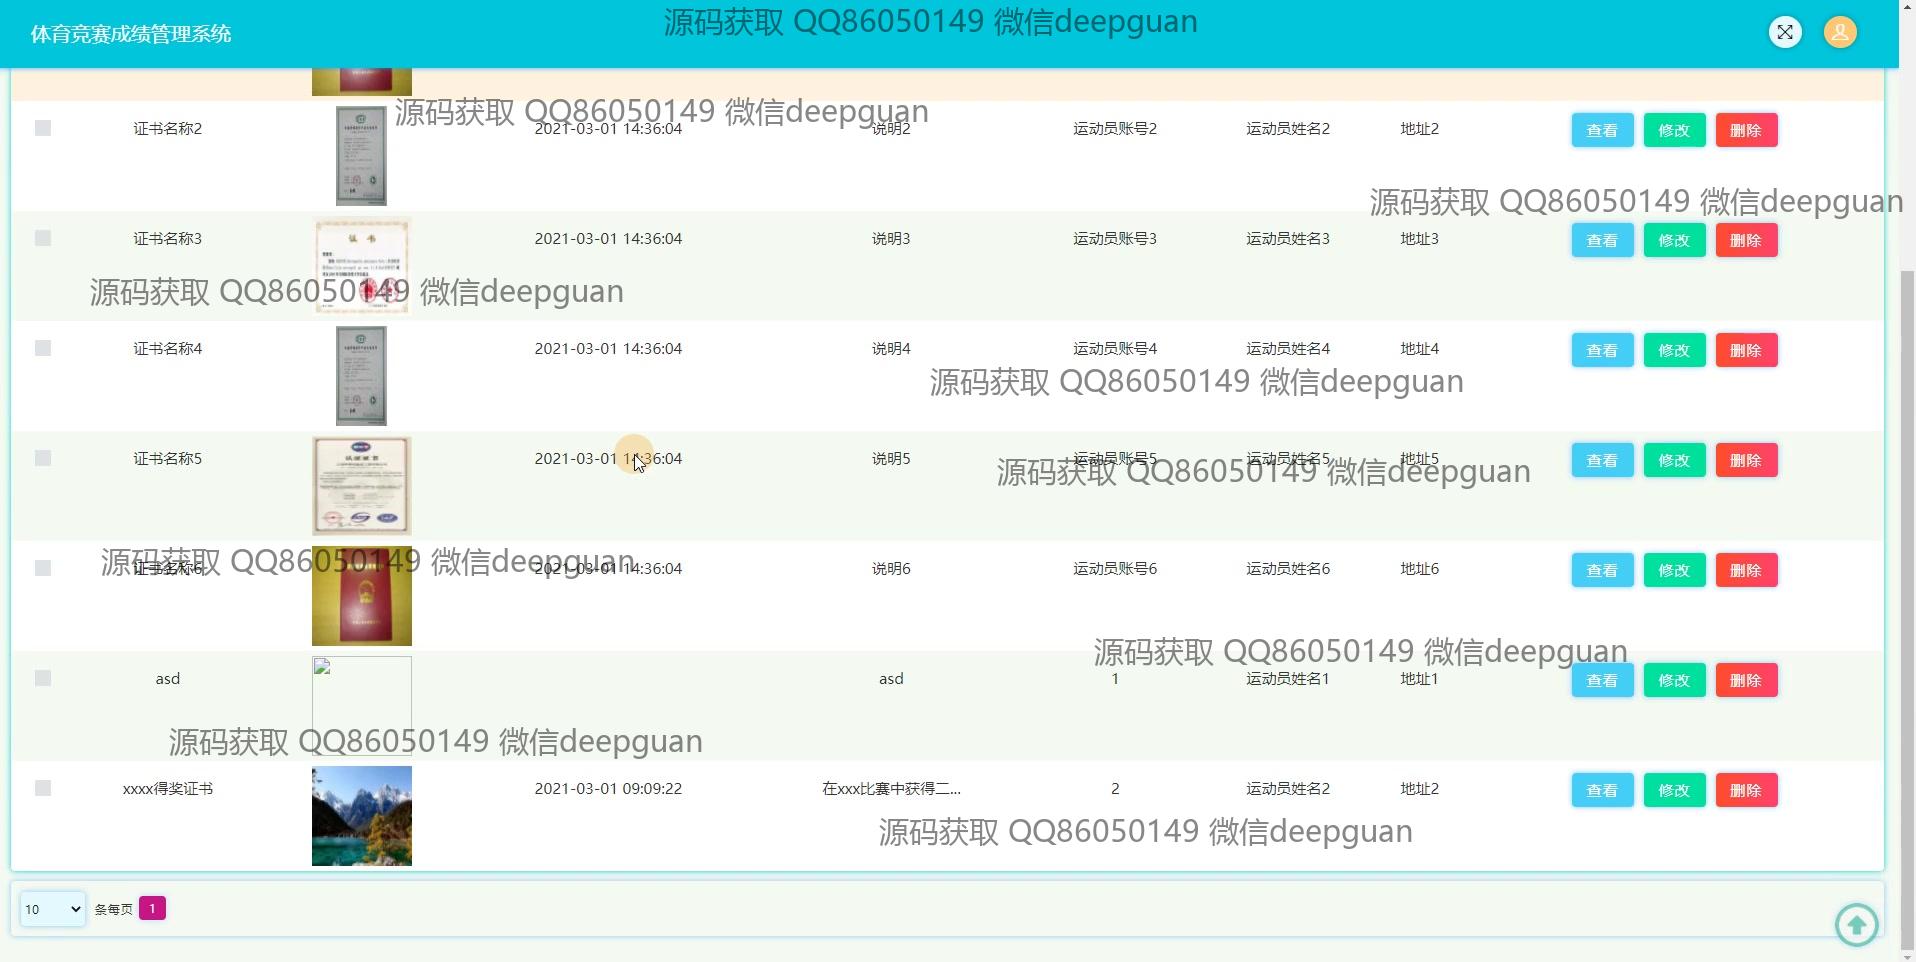 源码获取 QQ86050149 微信deepguan
体育竞赛成绩管理系统
源码获取 QQ86050149 微信deepguan
证书名称2 2021-03-01 14:36:04 说明2 运动员账号2 运动员姓名2 地址2 查看 修改 删除
源码获取 QQ86050149 微信deepguan
证书名称3 2021-03-01 14:36:04 说明3 运动员账号3 运动员姓名3 地址3 查看 修改 删除
源码获取 QQ86050149 微信deepguan
证书名称4 2021-03-01 14:36:04 说明4 运动员账号4 运动员姓名4 地址4 查看 修改 删除
源码获取 QQ86050149 微信deepguan
证书名称5 2021-03-01 14:36:04 说明5 运动员账号5 运动员姓名5 地址5 查看 修改 删除
源码获取 QQ86050149 微信deepguan
源码获取 QQ86050149 微信deepguan
证书名称6 2021-03-01 14:36:04 说明6 运动员账号6 运动员姓名6 地址6 查看 修改 删除
源码获取 QQ86050149 微信deepguan
asd asd 1 运动员姓名1 地址1 查看 修改 删除
源码获取 QQ86050149 微信deepguan
xxxx得奖证书 2021-03-01 09:09:22 在xxx比赛中获得二... 2 运动员姓名2 地址2 查看 修改 删除
源码获取 QQ86050149 微信deepguan
10 条每页 1